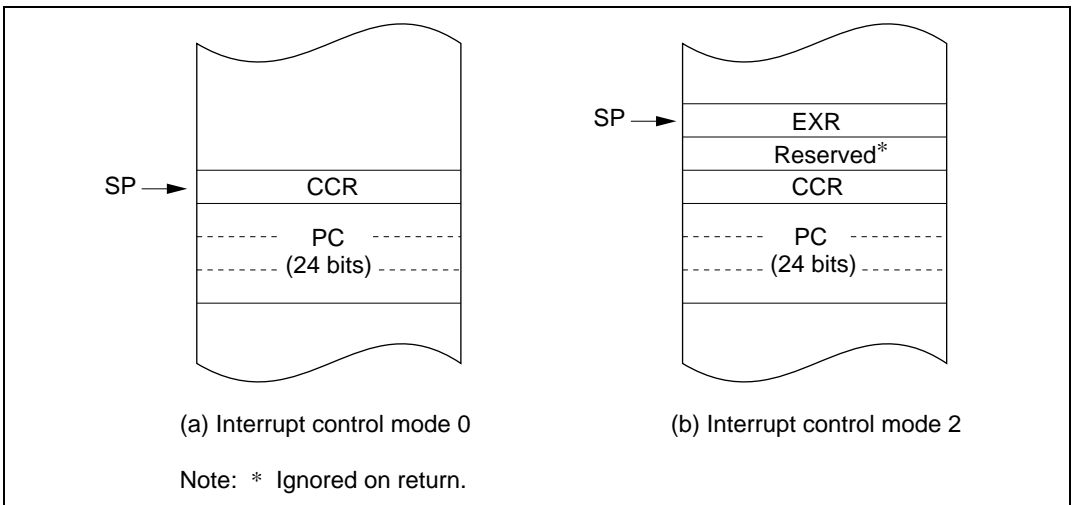 SP
CCR
PC
(24 bits)
(a) Interrupt control mode 0
SP
EXR
Reserved*
CCR
PC
(24 bits)
(b) Interrupt control mode 2
Note: * Ignored on return.